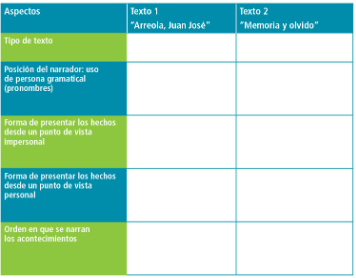 Aspectos
Texto 1
"Arreola, Juan José"
Texto 2
"Memoria y olvido"
Tipo de texto
Posición del narrador: uso
de persona gramatical
(pronombres)
Forma de presentar los hechos
desde un punto de vista
impersonal
Forma de presentar los hechos
desde un punto de vista
personal
Orden en que se narran
los acontecimientos